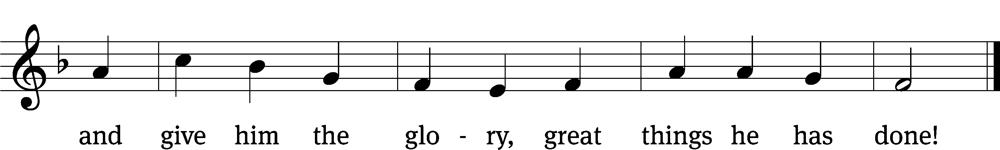 and give him the glo - ry, great things he has done!